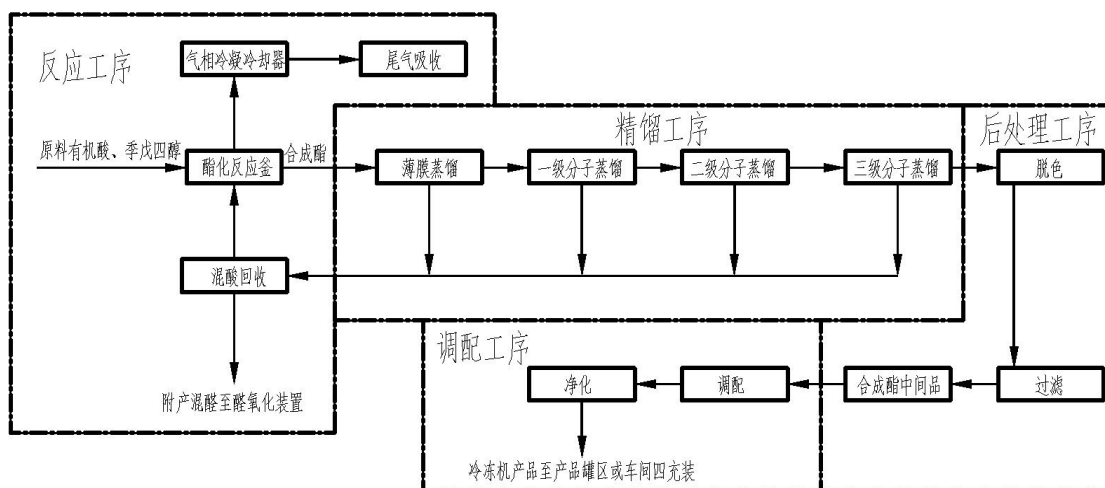 反应工序
气相冷凝冷却器
尾气吸收
精馏工序
后处理工序
原料有机酸、季戊四醇
酯化反应釜
合成酯
薄膜蒸馏
一级分子蒸馏
二级分子蒸馏
三级分子蒸馏
脱色
混酸回收
调配工序
净化
调配
合成酯中间品
过滤
附产混醛至醛氧化装置
冷冻机产品至产品罐区或车间四充装